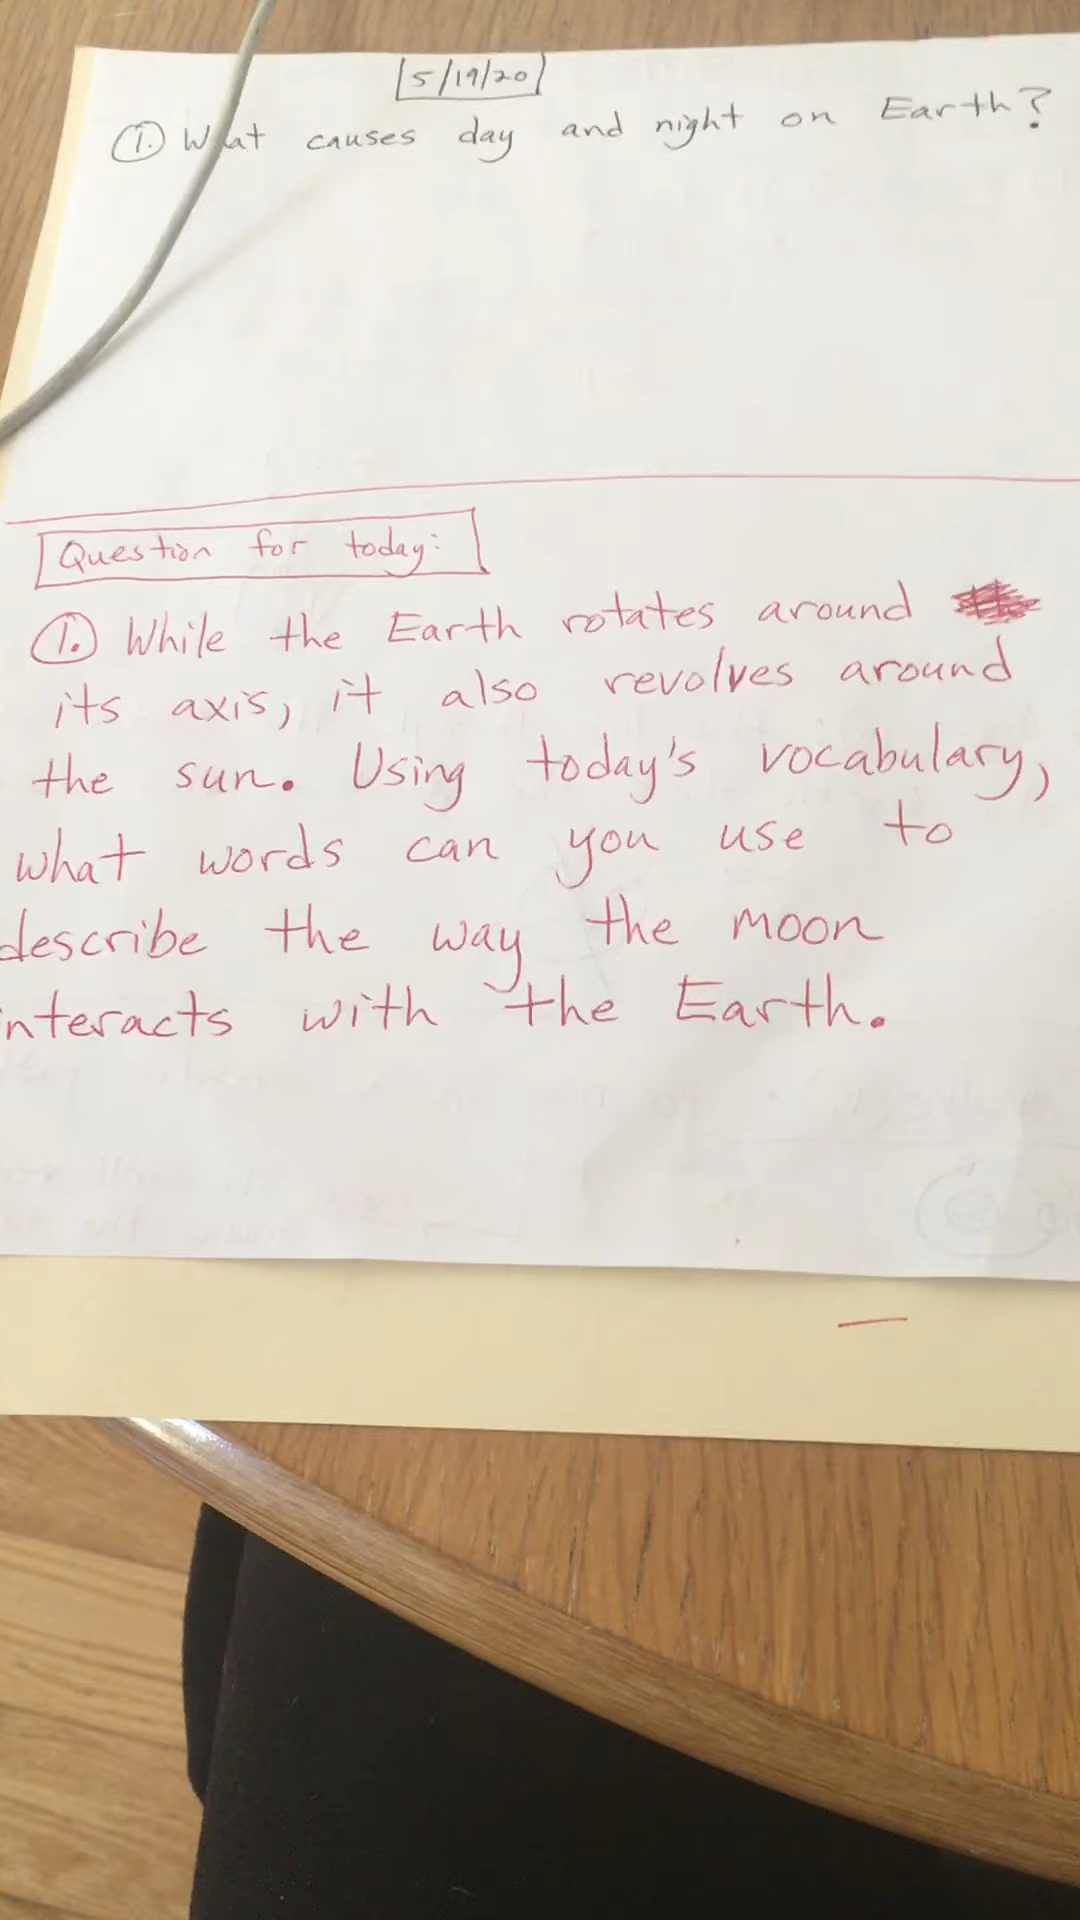 5/19/20
1. What causes day and night on Earth?
Question for today:
1. While the Earth rotates around
its axis, it also revolves around
the sun. Using today's vocabulary,
what words can you use to
describe the way the moon
interacts with the Earth.